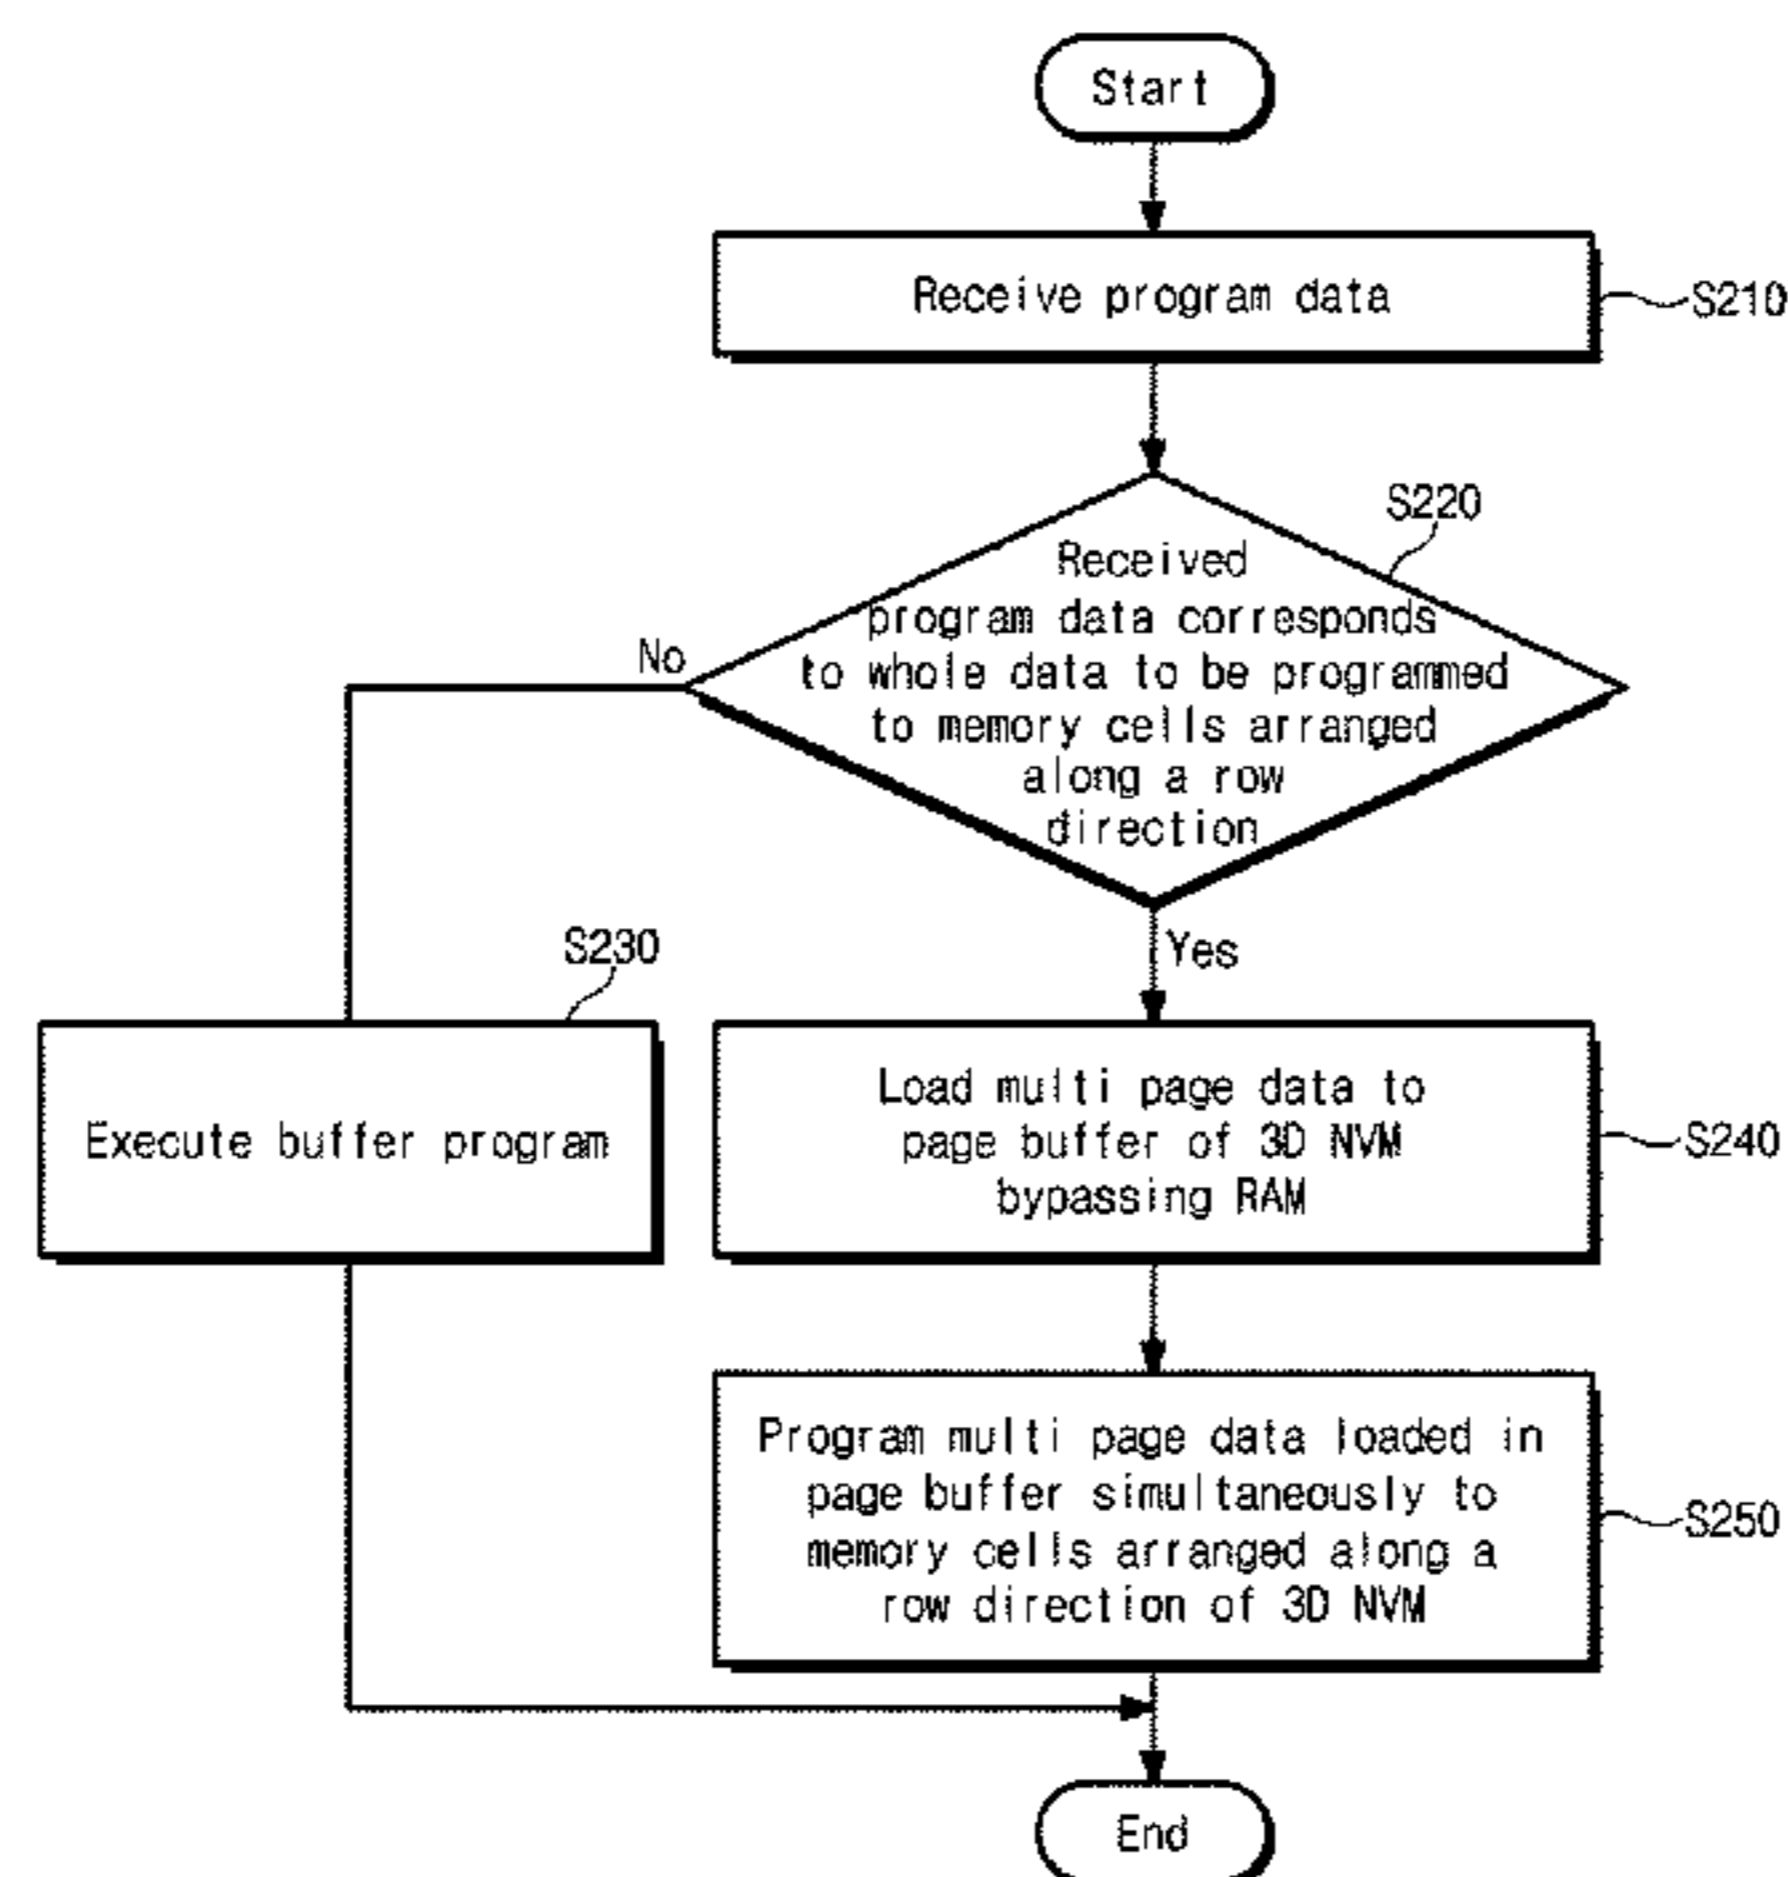 Start
Receive program data
S210
S220
Received
program data corresponds
to whole data to be programmed
to memory cells arranged
along a row
direction
No
Yes
S230
Execute buffer program
Load multi page data to
page buffer of 3D NVM
bypassing RAM
S240
Program multi page data loaded in
page buffer simultaneously to
memory cells arranged along a
row direction of 3D NVM
S250
End